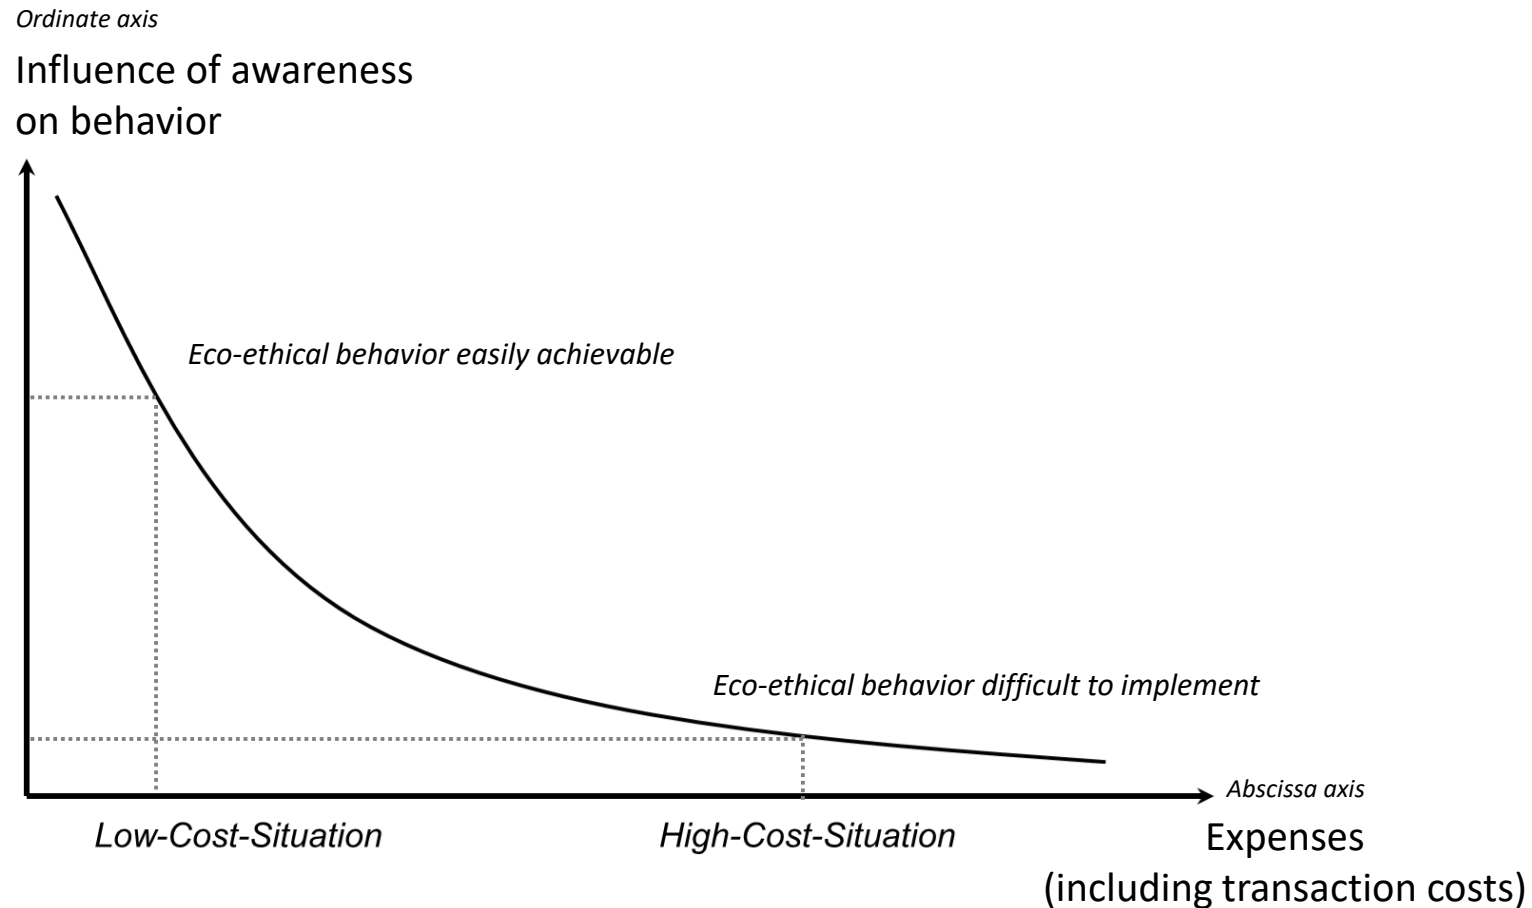 Ordinate axis
Influence of awareness
on behavior
Eco-ethical behavior easily achievable
Eco-ethical behavior difficult to implement
Abscissa axis
Low-Cost-Situation
High-Cost-Situation
Expenses
(including transaction costs)